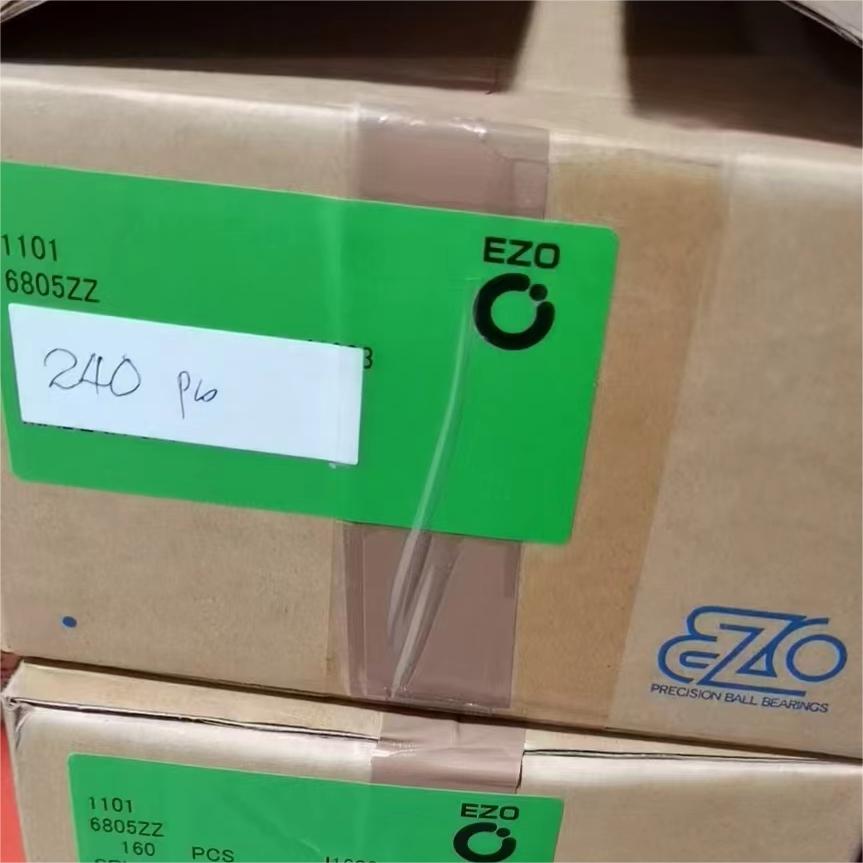 1101
6805ZZ
EZO
240 pcs
EZO
PRECISION BALL BEARINGS
1101
6805ZZ
160 PCS
EZO